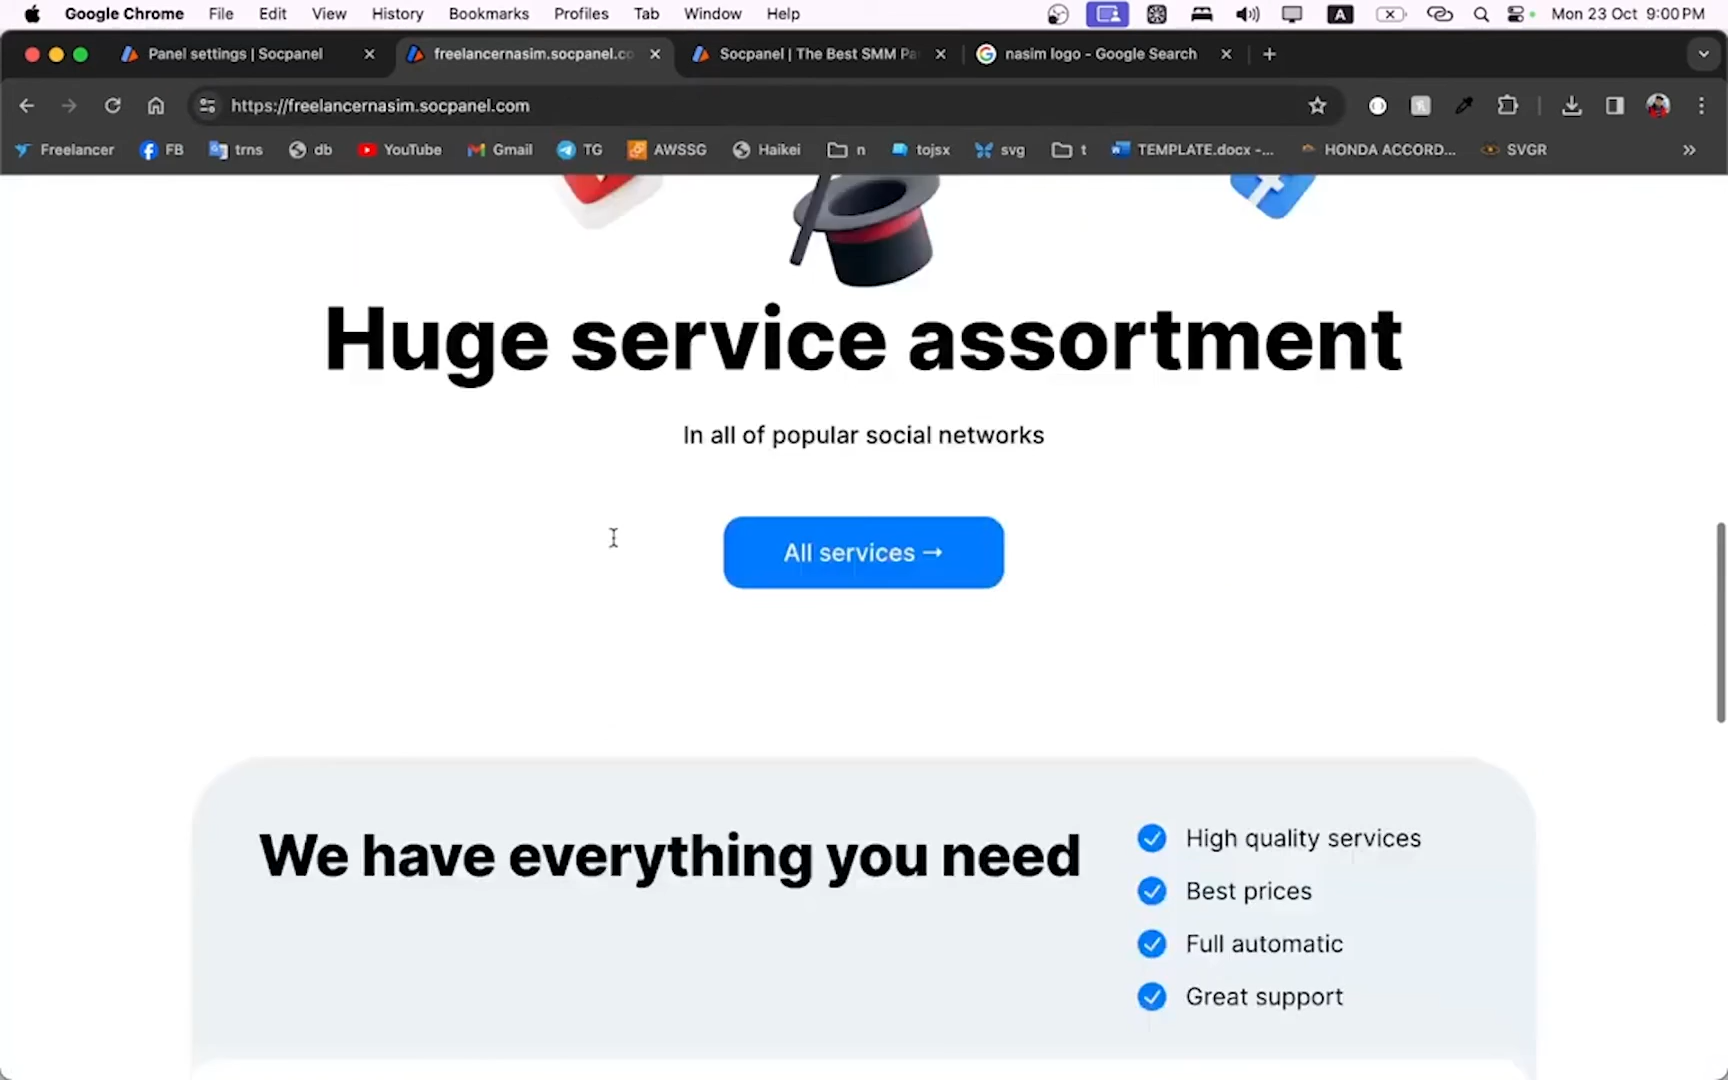 Google Chrome File Edit View History Bookmarks Profiles Tab Window Help A Mon 23 Oct 9:00 PM
Panel settings | Socpanel freelancernasim.socpanel.co Socpanel | The Best SMM Pa nasim logo - Google Search
https://freelancernasim.socpanel.com
Freelancer FB trns db YouTube Gmail TG AWSSG Haikei n tojsx svg t TEMPLATE.docx -... HONDA ACCORD... SVGR
Huge service assortment
In all of popular social networks
All services →
We have everything you need
High quality services
Best prices
Full automatic
Great support